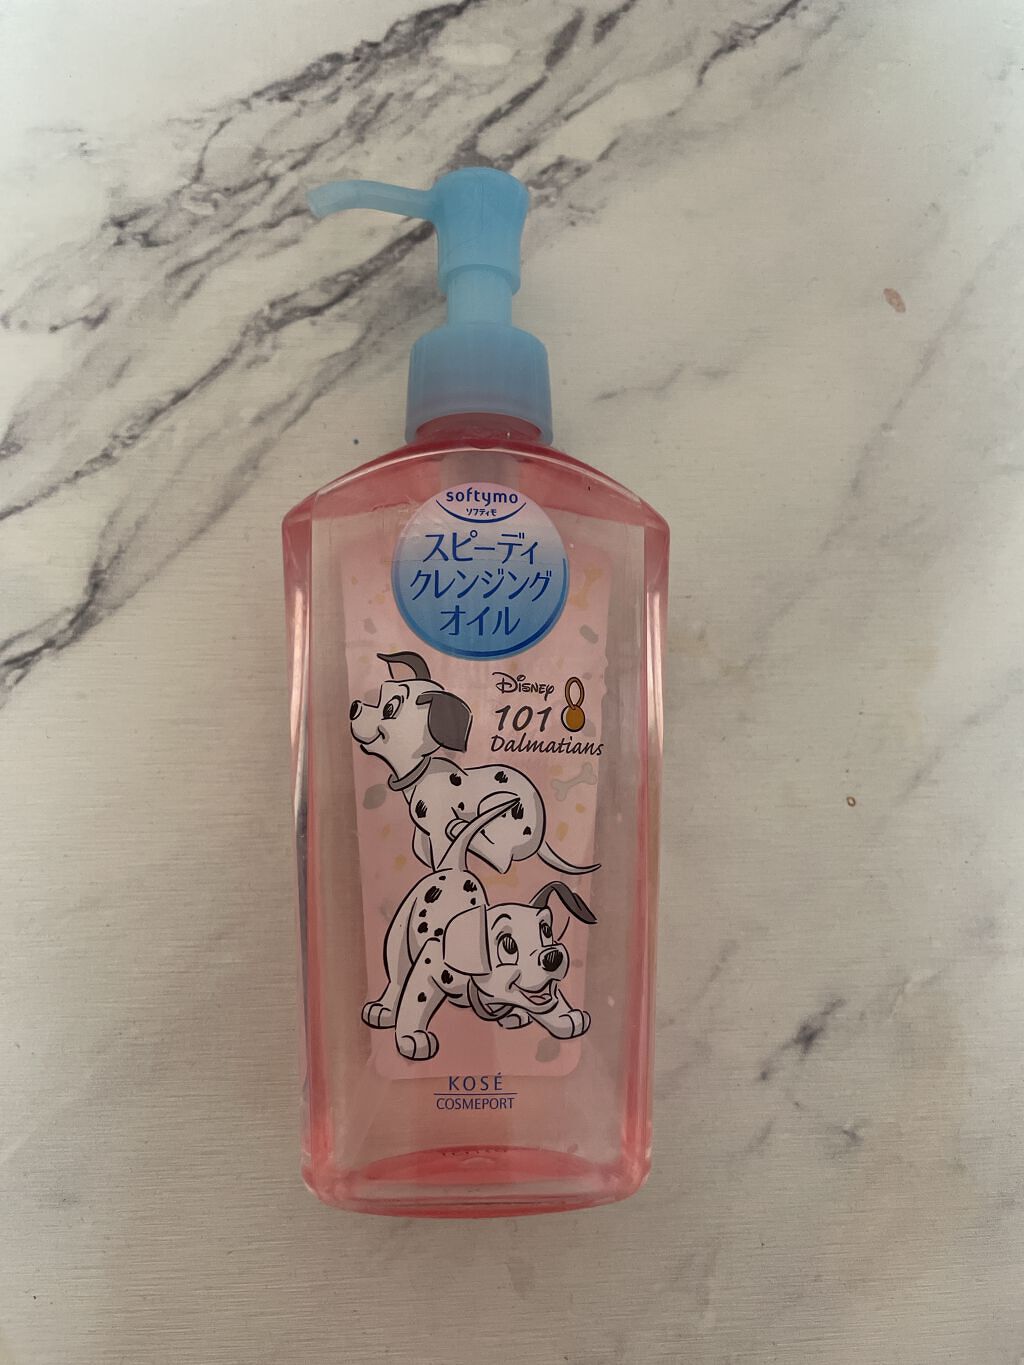 softymo
ソフティモ
スピーディ
クレンジング
オイル
Disney
101
Dalmatians
KOSÉ
COSMEPORT